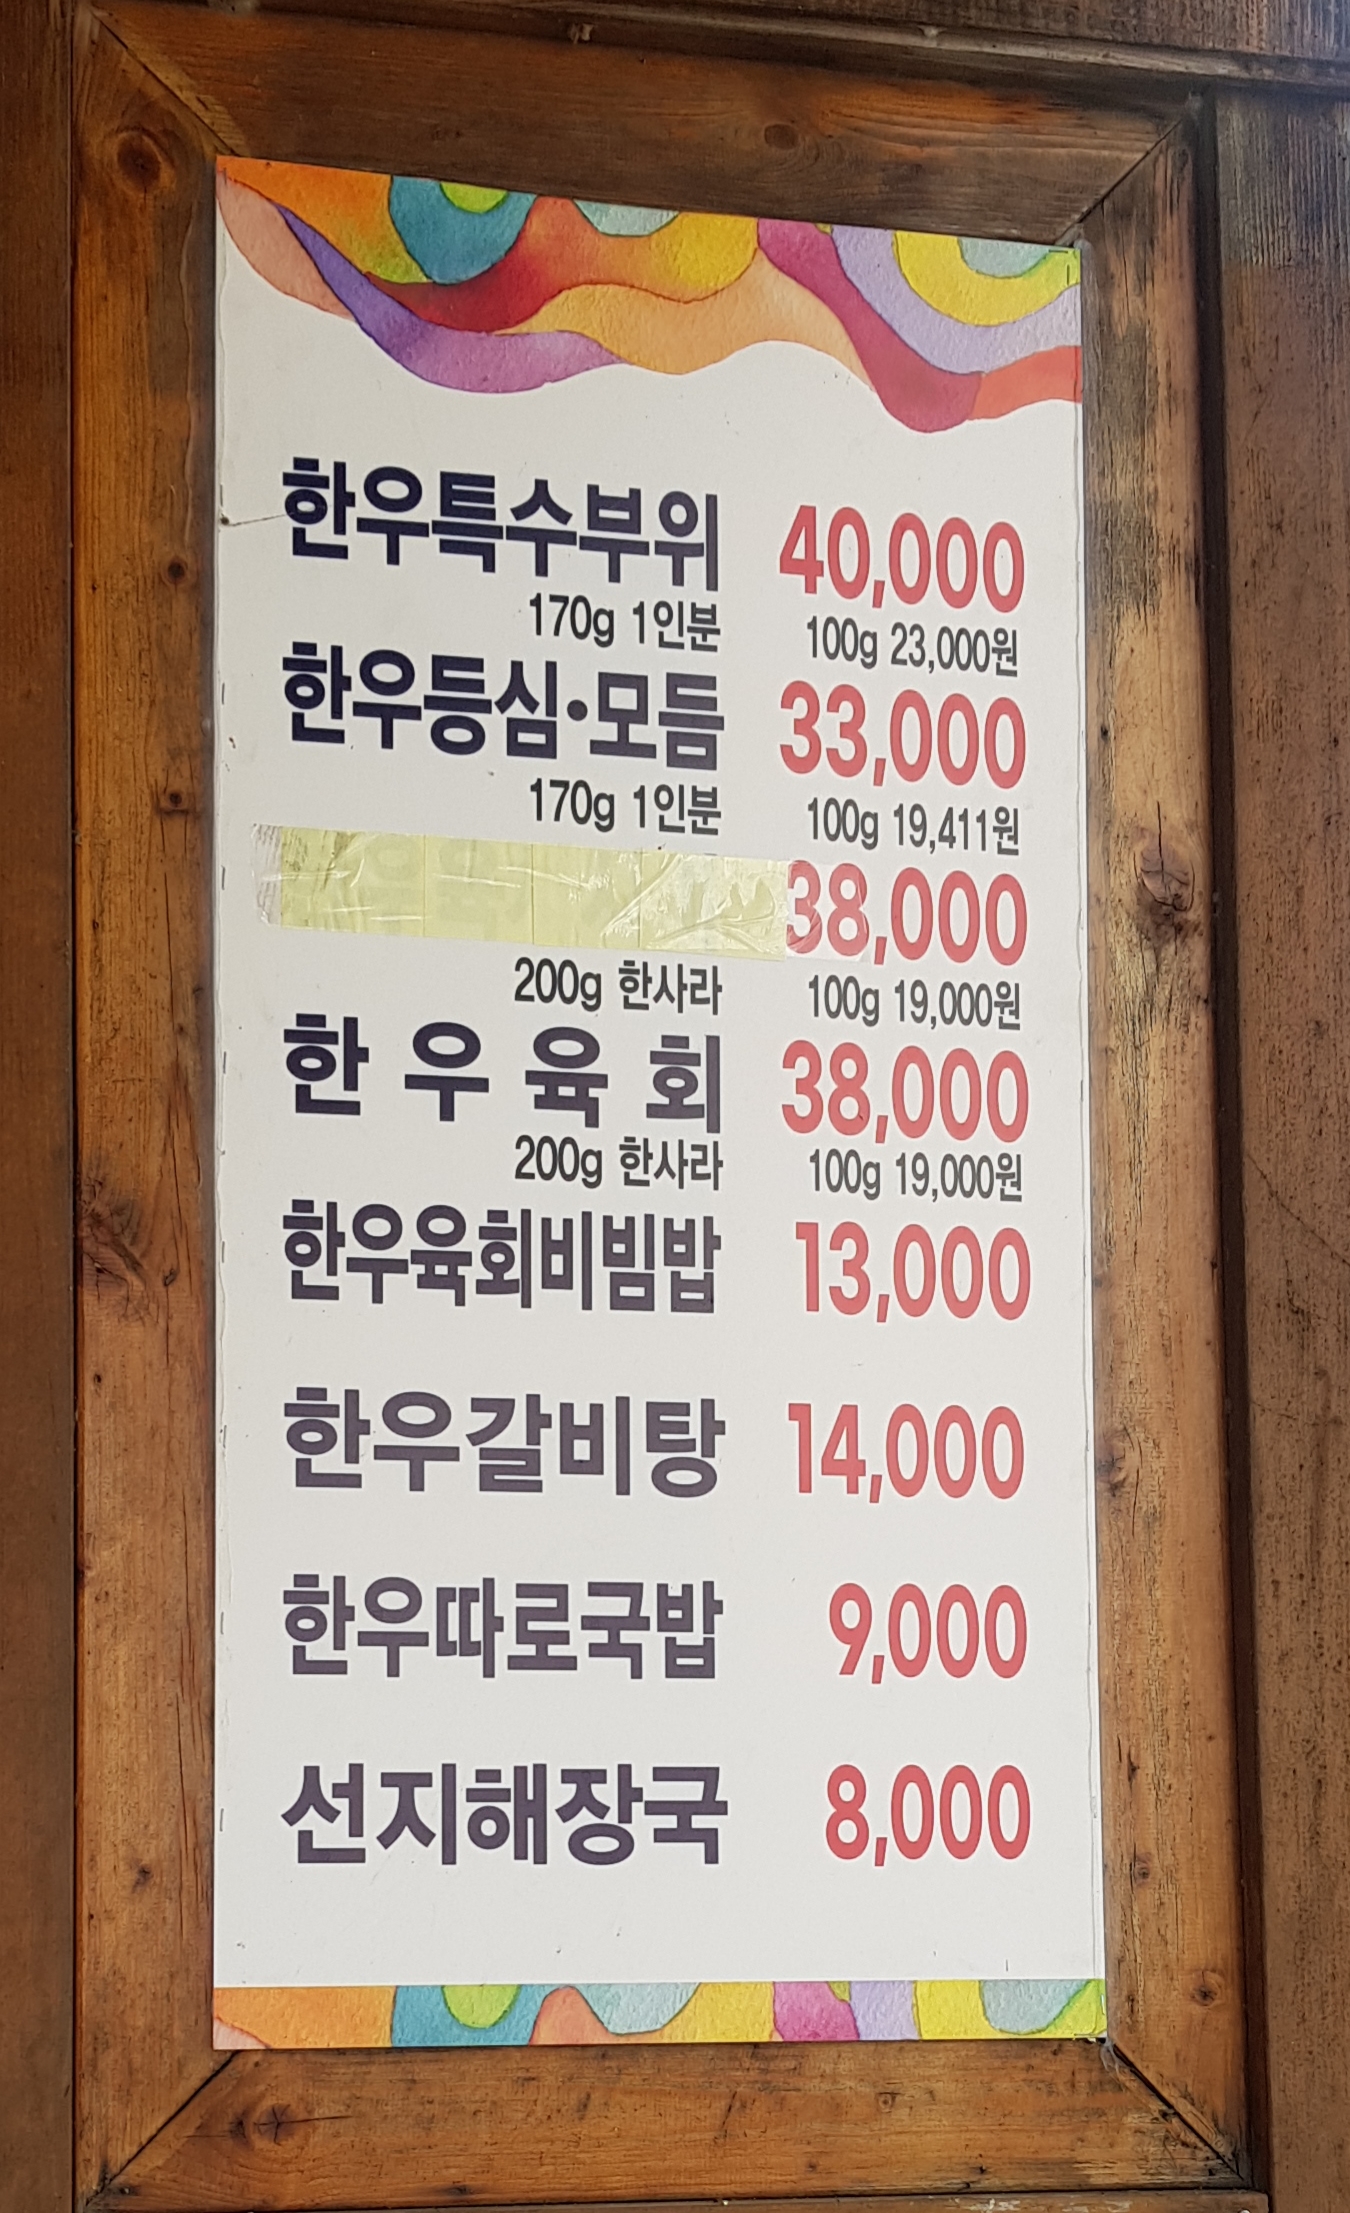 한우특수부위 40,000
170g 1인분 100g 23,000원
한우등심·모듬 33,000
170g 1인분 100g 19,411원
38,000
200g 한사라 100g 19,000원
한 우 육 회 38,000
200g 한사라 100g 19,000원
한우육회비빔밥 13,000
한우갈비탕 14,000
한우따로국밥 9,000
선지해장국 8,000